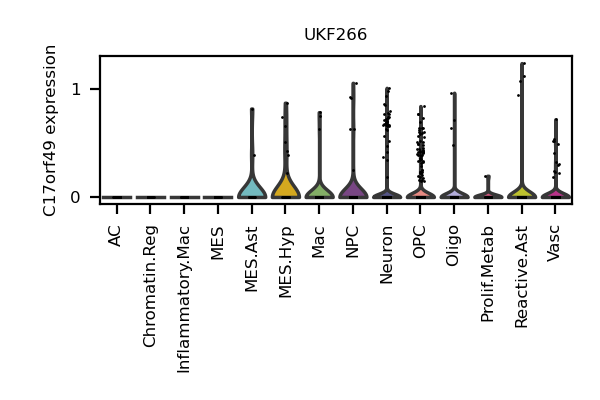 UKF266
C17orf49 expression
1
0
AC
Chromatin.Reg
Inflammatory.Mac
MES
MES.Ast
MES.Hyp
Mac
NPC
Neuron
OPC
Oligo
Prolif.Metab
Reactive.Ast
Vasc